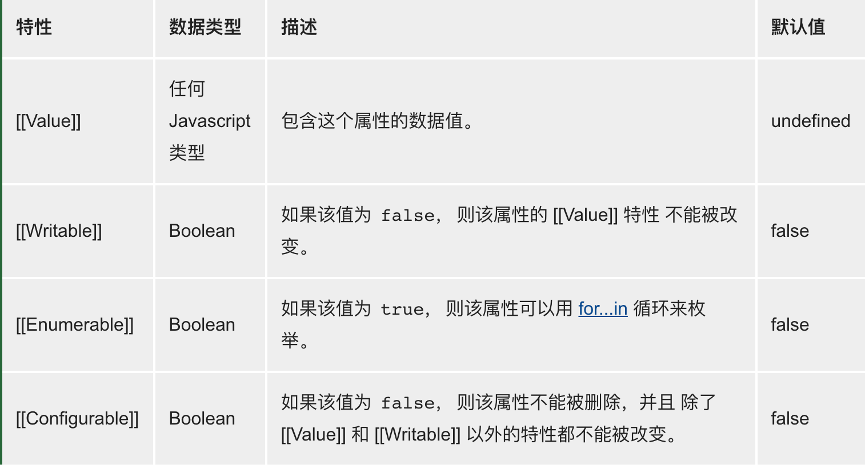 特性 数据类型 描述 默认值
任何
[[Value]] Javascript 包含这个属性的数据值。 undefined
类型
如果该值为 false， 则该属性的 [[Value]] 特性 不能被改
[[Writable]] Boolean false
变。
如果该值为 true， 则该属性可以用 for...in 循环来枚
[[Enumerable]] Boolean false
举。
如果该值为 false， 则该属性不能被删除，并且 除了
[[Configurable]] Boolean false
[[Value]] 和 [[Writable]] 以外的特性都不能被改变。